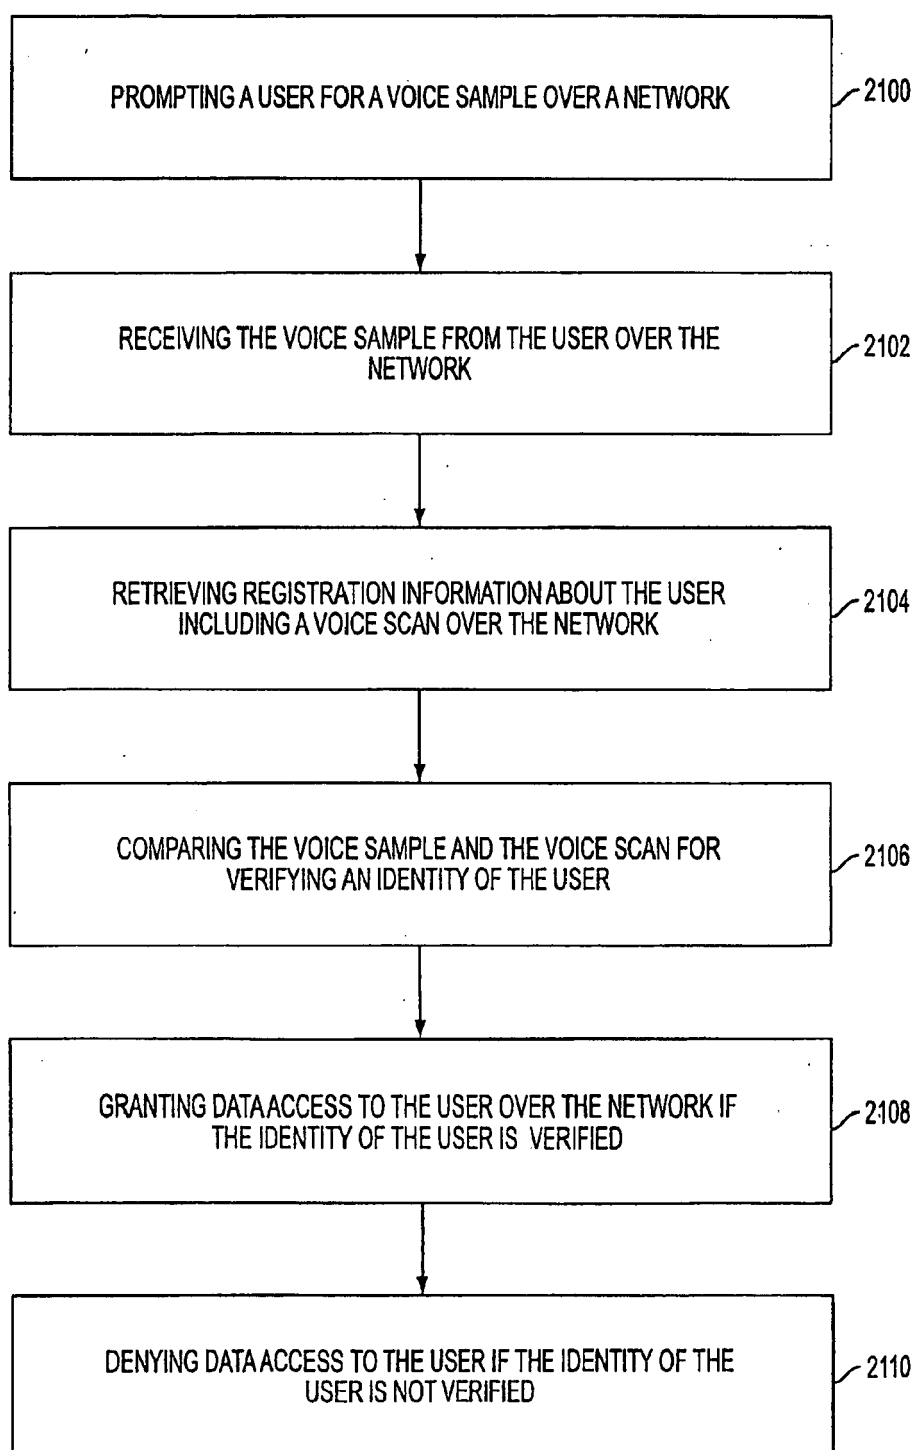 PROMPTING A USER FOR A VOICE SAMPLE OVER A NETWORK
2100
RECEIVING THE VOICE SAMPLE FROM THE USER OVER THE
NETWORK
2102
RETRIEVING REGISTRATION INFORMATION ABOUT THE USER
INCLUDING A VOICE SCAN OVER THE NETWORK
2104
COMPARING THE VOICE SAMPLE AND THE VOICE SCAN FOR
VERIFYING AN IDENTITY OF THE USER
2106
GRANTING DATA ACCESS TO THE USER OVER THE NETWORK IF
THE IDENTITY OF THE USER IS VERIFIED
2108
DENYING DATA ACCESS TO THE USER IF THE IDENTITY OF THE
USER IS NOT VERIFIED
2110